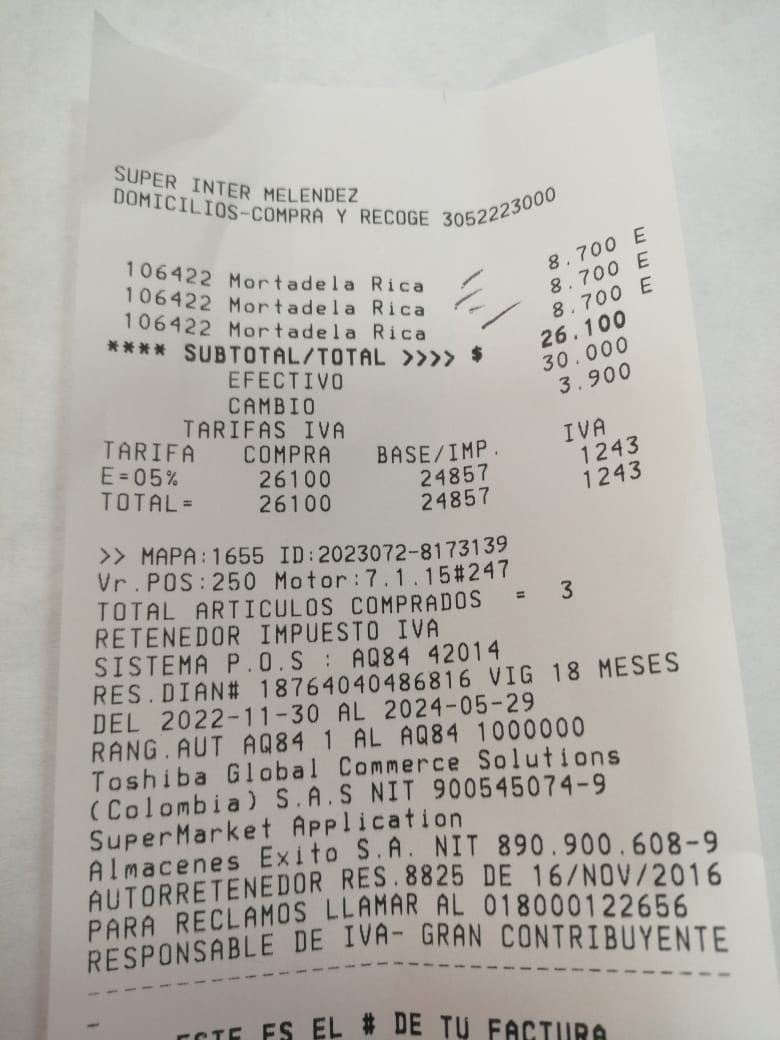 SUPER INTER MELENDEZ
DOMICILIOS-COMPRA Y RECOGE 3052223000
106422 Mortadela Rica 8.700 E
106422 Mortadela Rica 8.700 E
106422 Mortadela Rica 8.700 E
**** SUBTOTAL/TOTAL >>>> $ 26.100
EFECTIVO 30.000
CAMBIO 3.900
TARIFAS IVA
TARIFA COMPRA BASE/IMP. IVA
E=05% 26100 24857 1243
TOTAL= 26100 24857 1243
>> MAPA:1655 ID:2023072-8173139
Vr.POS:250 Motor:7.1.15#247
TOTAL ARTICULOS COMPRADOS = 3
RETENEDOR IMPUESTO IVA
SISTEMA P.O.S : AQ84 42014
RES.DIAN# 18764040486816 VIG 18 MESES
DEL 2022-11-30 AL 2024-05-29
RANG.AUT AQ84 1 AL AQ84 1000000
Toshiba Global Commerce Solutions
(Colombia) S.A.S NIT 900545074-9
SuperMarket Application
Almacenes Exito S.A. NIT 890.900.608-9
AUTORRETENEDOR RES.8825 DE 16/NOV/2016
PARA RECLAMOS LLAMAR AL 018000122656
RESPONSABLE DE IVA- GRAN CONTRIBUYENTE
ESTE ES EL # DE TU FACTURA